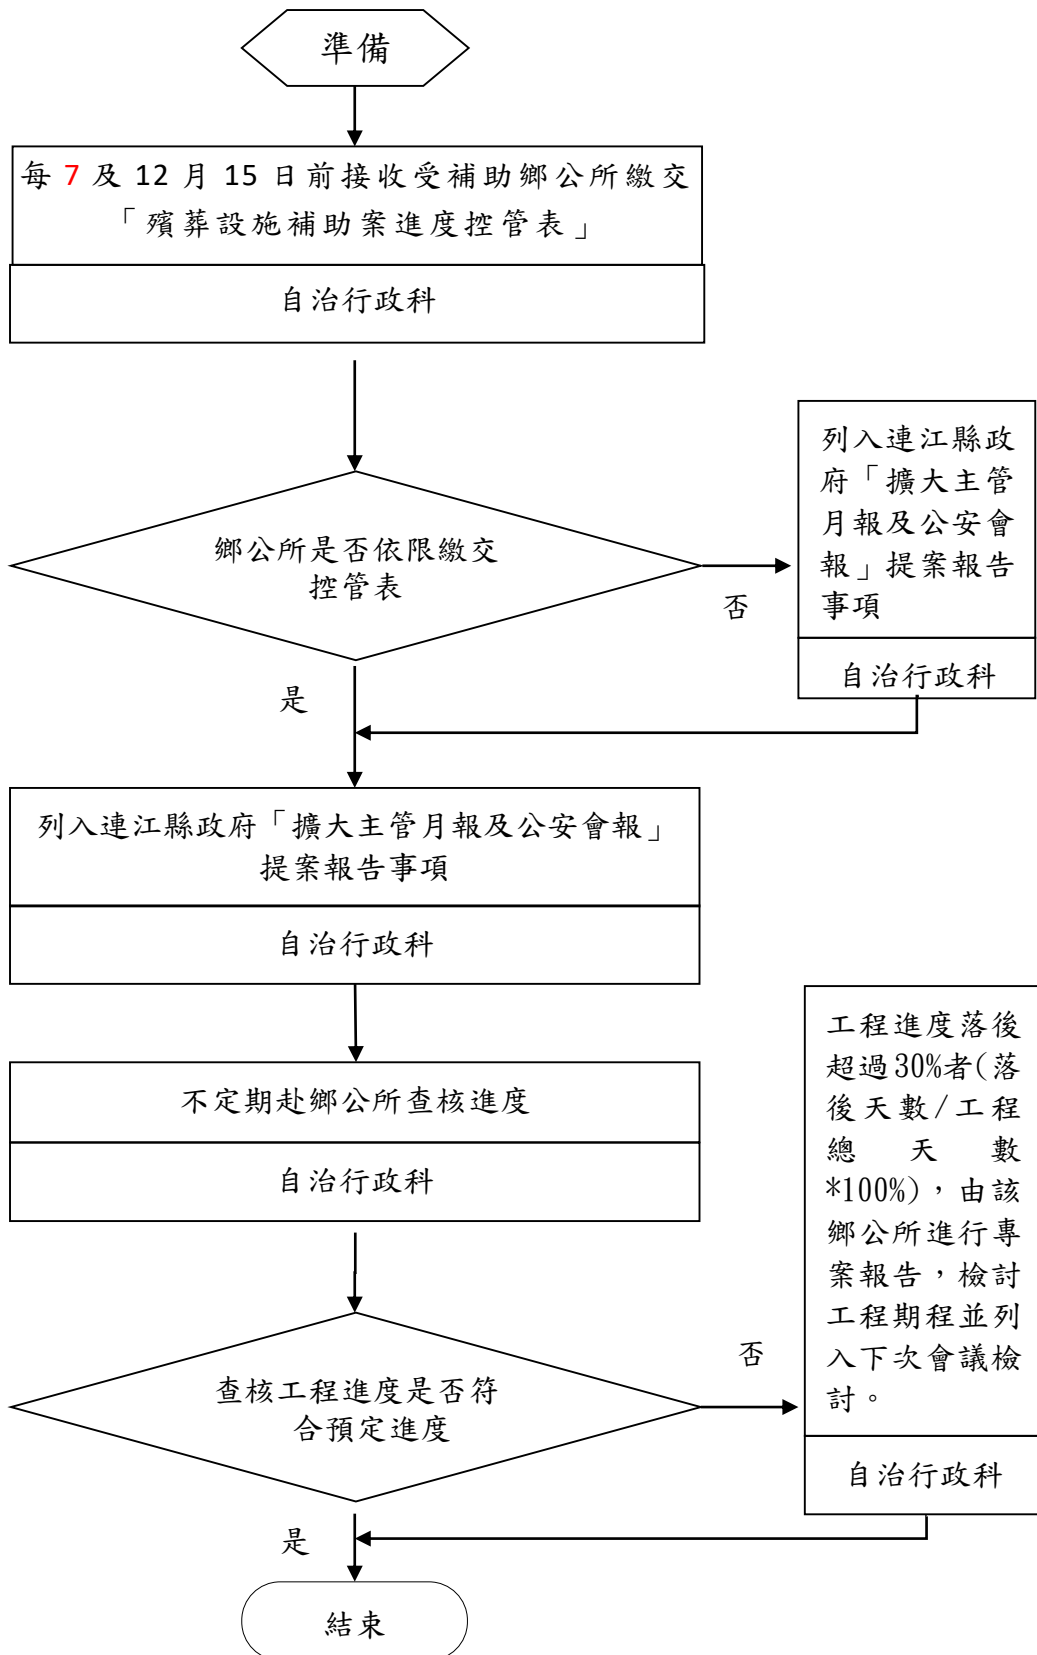 準備
每 7 及 12 月 15 日前接收受補助鄉公所繳交
「殯葬設施補助案進度控管表」
自治行政科
鄉公所是否依限繳交
控管表
否
列入連江縣政
府「擴大主管
月報及公安會
報」提案報告
事項
自治行政科
是
列入連江縣政府「擴大主管月報及公安會報」
提案報告事項
自治行政科
不定期赴鄉公所查核進度
自治行政科
查核工程進度是否符
合預定進度
否
工程進度落後
超過30%者(落
後天數/工程
總天數
*100%)，由該
鄉公所進行專
案報告，檢討
工程期程並列
入下次會議檢
討。
自治行政科
是
結束